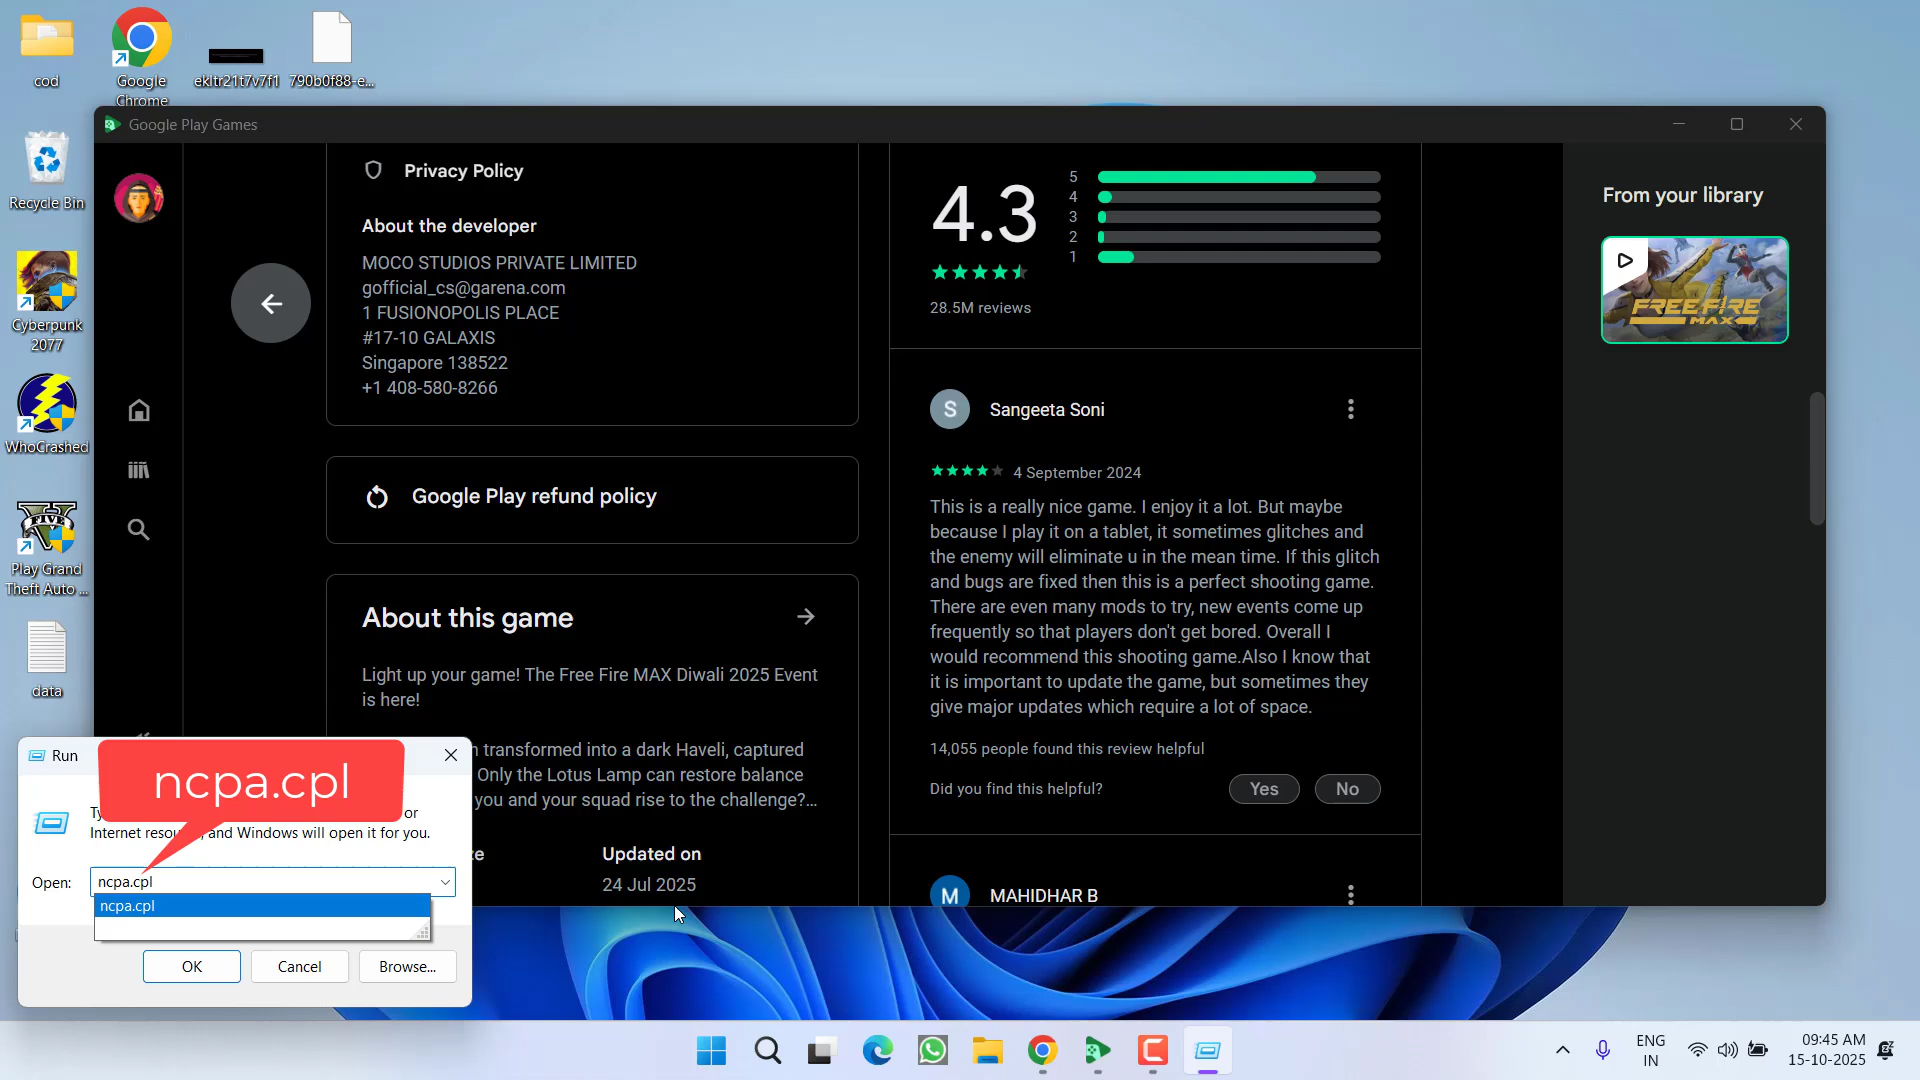 cod
Google
Chrome
ekltr21t7v7f1
790b0f88-e...
Recycle Bin
Cyberpunk
2077
WhoCrashed
Play Grand
Theft Auto ...
data
Google Play Games
Privacy Policy
About the developer
MOCO STUDIOS PRIVATE LIMITED
gofficial_cs@garena.com
1 FUSIONOPOLIS PLACE
#17-10 GALAXIS
Singapore 138522
+1 408-580-8266
Google Play refund policy
About this game
Light up your game! The Free Fire MAX Diwali 2025 Event
is here!
transformed into a dark Haveli, captured
Only the Lotus Lamp can restore balance
you and your squad rise to the challenge?...
Updated on
24 Jul 2025
4.3
5
4
3
2
1
28.5M reviews
S
Sangeeta Soni
4 September 2024
This is a really nice game. I enjoy it a lot. But maybe
because I play it on a tablet, it sometimes glitches and
the enemy will eliminate u in the mean time. If this glitch
and bugs are fixed then this is a perfect shooting game.
There are even many mods to try, new events come up
frequently so that players don't get bored. Overall I
would recommend this shooting game.Also I know that
it is important to update the game, but sometimes they
give major updates which require a lot of space.
14,055 people found this review helpful
Did you find this helpful?
Yes
No
M
MAHIDHAR B
From your library
FREE FIRE
MAX
Run
ncpa.cpl
or
Internet and Windows will open it for you.
Open:
ncpa.cpl
ncpa.cpl
OK
Cancel
Browse...
ENG
IN
09:45 AM
15-10-2025